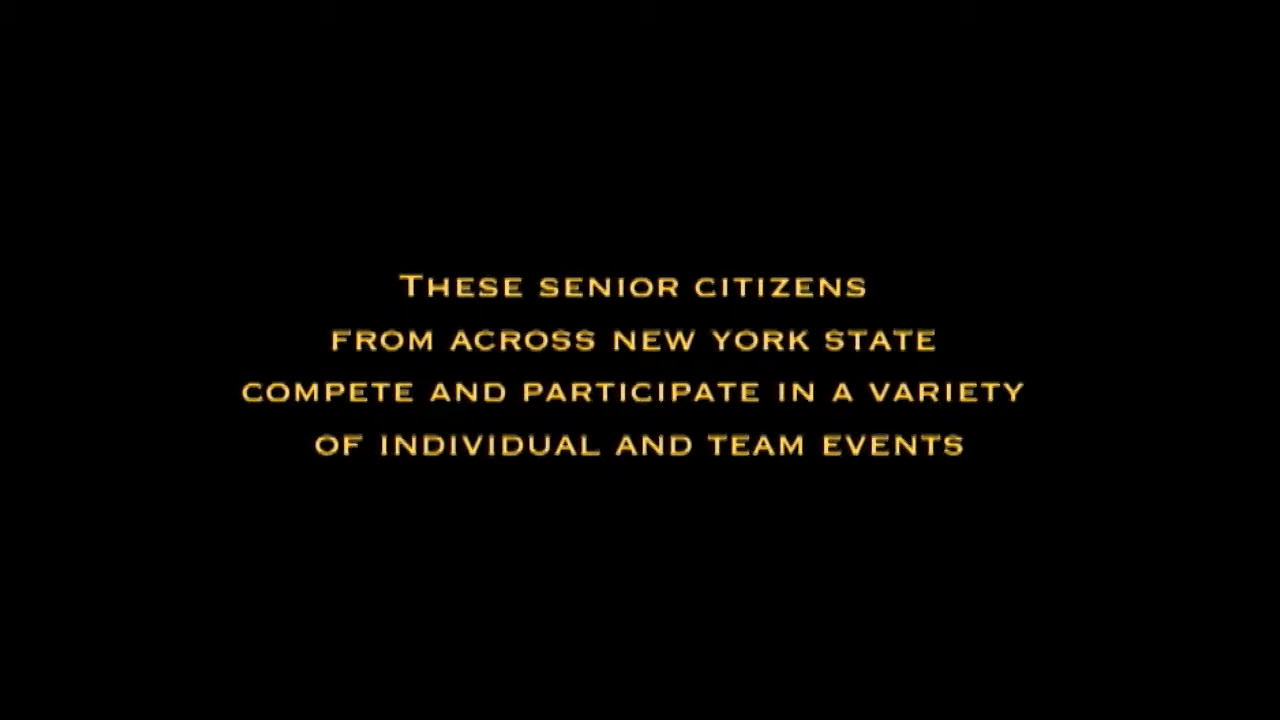 These senior citizens
from across new york state
compete and participate in a variety
of individual and team events